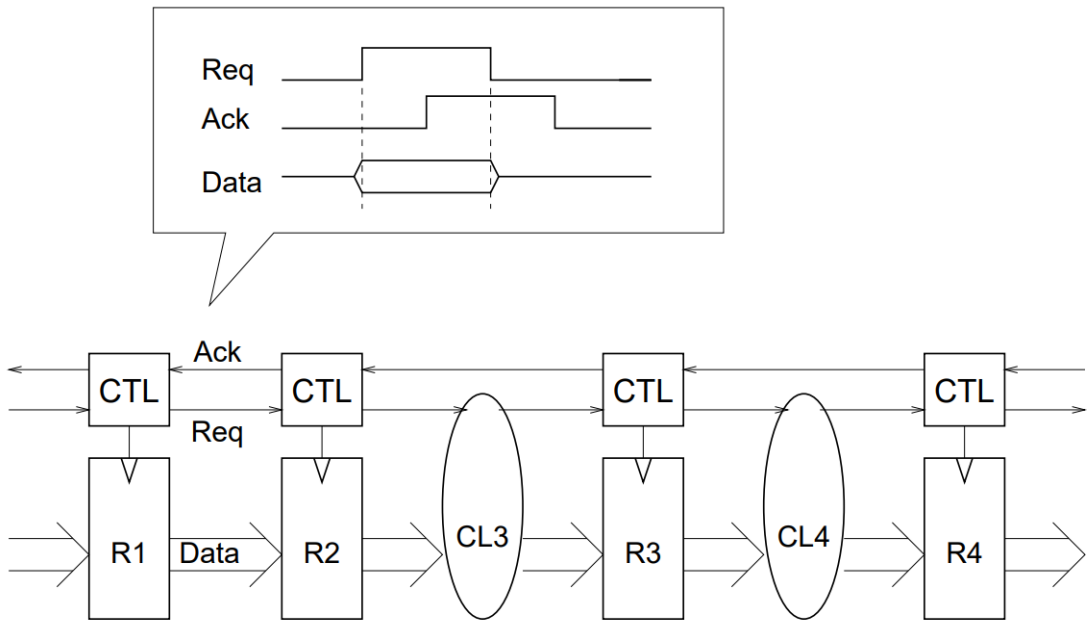 Req
Ack
Data
Ack
CTL CTL CTL CTL
Req
R1 Data R2 CL3 R3 CL4 R4